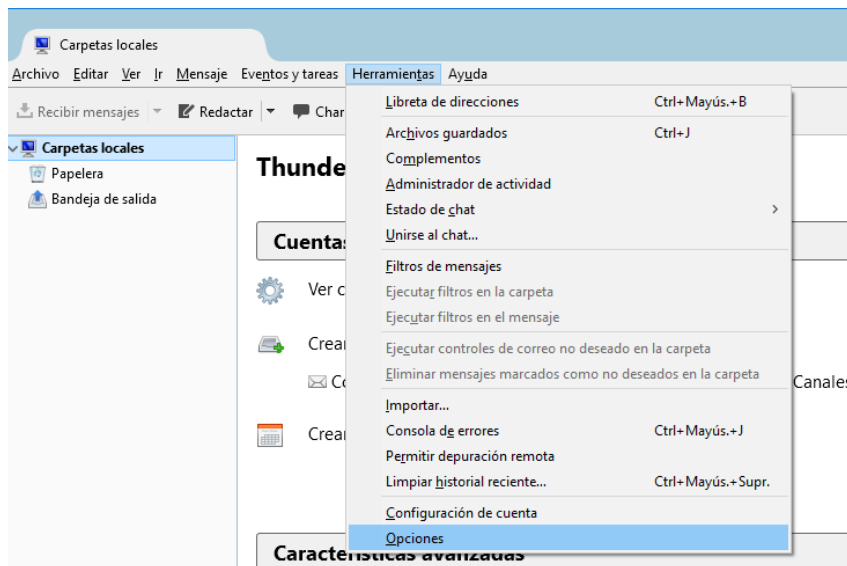 Carpetas locales
Archivo Editar Ver Ir Mensaje Eventos y tareas Herramientas Ayuda
Recibir mensajes Redactar Char
Carpetas locales
Papelera
Bandeja de salida
Thunde
Cuentas
Ver c
Crear
Co
Canales
Crear
Características avanzadas
Libreta de direcciones Ctrl+Mayús.+B
Archivos guardados Ctrl+J
Complementos
Administrador de actividad
Estado de chat
Unirse al chat...
Filtros de mensajes
Ejecutar filtros en la carpeta
Ejecutar filtros en el mensaje
Ejecutar controles de correo no deseado en la carpeta
Eliminar mensajes marcados como no deseados en la carpeta
Importar...
Consola de errores Ctrl+Mayús.+J
Permitir depuración remota
Limpiar historial reciente... Ctrl+Mayús.+Supr.
Configuración de cuenta
Opciones